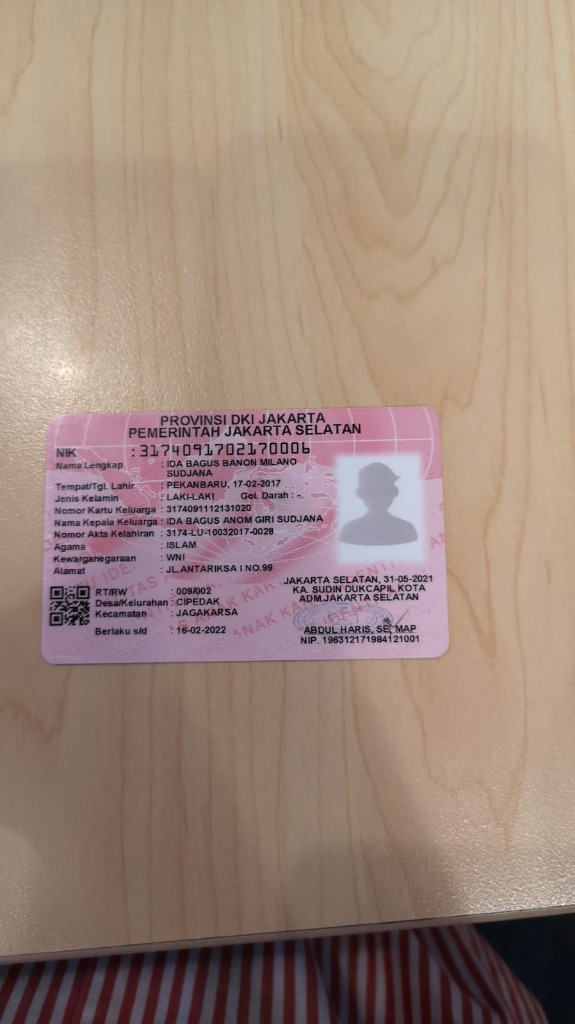 PROVINSI DKI JAKARTA
PEMERINTAH JAKARTA SELATAN
NIK : 3174091702170006
Nama Lengkap : IDA BAGUS BANON MILANO
SUDJANA
Tempat/Tgl. Lahir : PEKANBARU, 17-02-2017
Jenis Kelamin : LAKI-LAKI Gol. Darah : -
Nomor Kartu Keluarga : 3174091112131020
Nama Kepala Keluarga : IDA BAGUS ANOM GIRI SUDJANA
Nomor Akta Kelahiran : 3174-LU-10032017-0028
Agama : ISLAM
Kewarganegaraan : WNI
Alamat : JL.ANTARIKSA I NO.99
RT/RW : 009/002
Desa/Kelurahan : CIPEDAK
Kecamatan : JAGAKARSA
Berlaku s/d : 16-02-2022
JAKARTA SELATAN, 31-05-2021
KA. SUDIN DUKCAPIL KOTA
ADM.JAKARTA SELATAN
ABDUL HARIS, SE, MAP
NIP. 196312171984121001